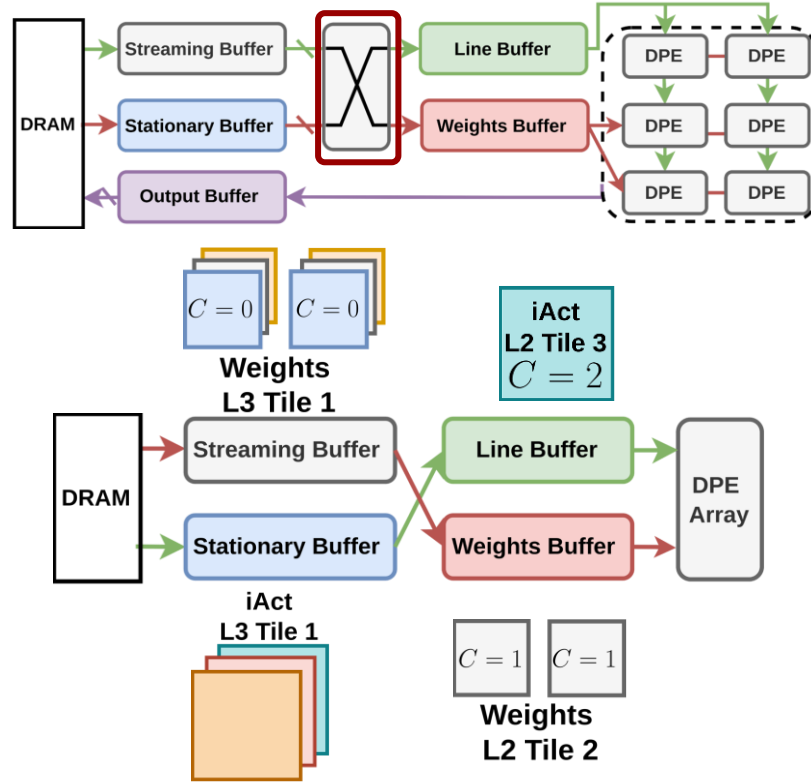 Streaming Buffer
Line Buffer
DPE
DPE
DRAM
Stationary Buffer
Weights Buffer
DPE
DPE
Output Buffer
DPE
DPE
C = 0
C = 0
Weights
L3 Tile 1
iAct
L2 Tile 3
C = 2
Streaming Buffer
Line Buffer
DRAM
DPE
Array
Stationary Buffer
Weights Buffer
iAct
L3 Tile 1
C = 1
C = 1
Weights
L2 Tile 2